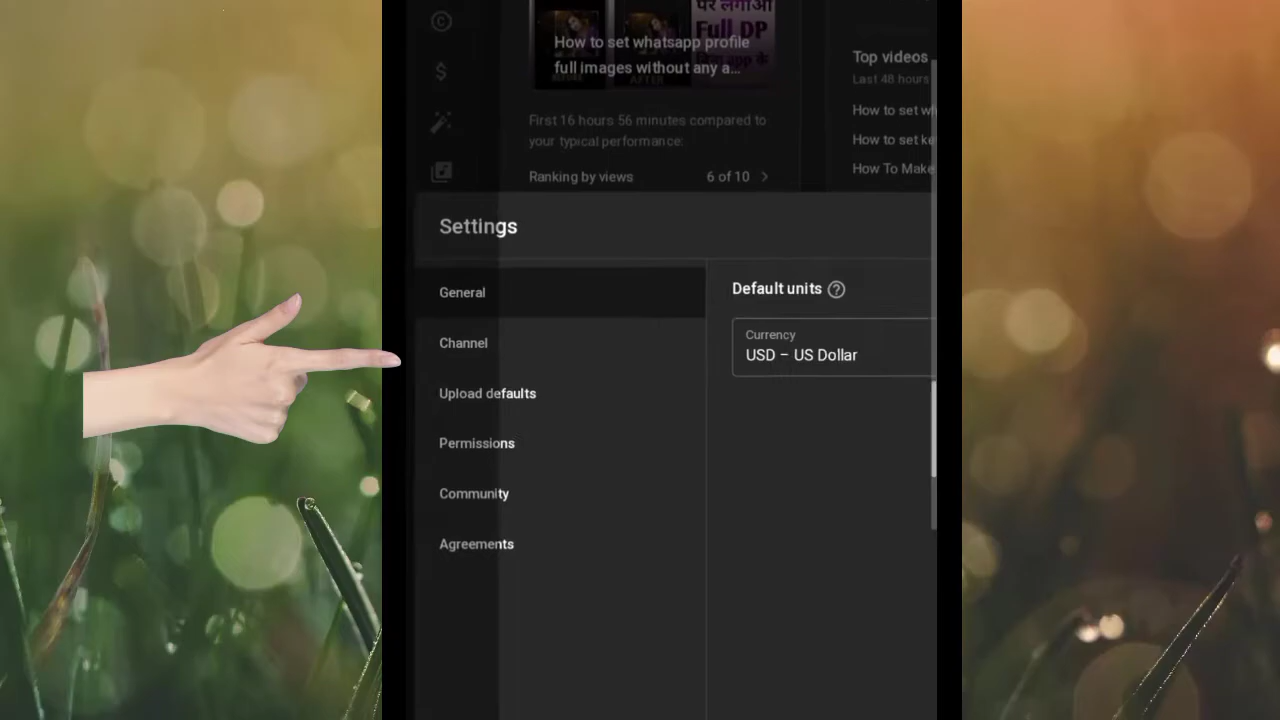 पर लगाओ
Full DP
बिना app के
AFTER
How to set whatsapp profile
full images without any a...
First 16 hours 56 minutes compared to
your typical performance:
Ranking by views 6 of 10
Top videos
Last 48 hours
How to set wh
How to set ke
How To Make
Settings
General
Channel
Upload defaults
Permissions
Community
Agreements
Default units
Currency
USD – US Dollar